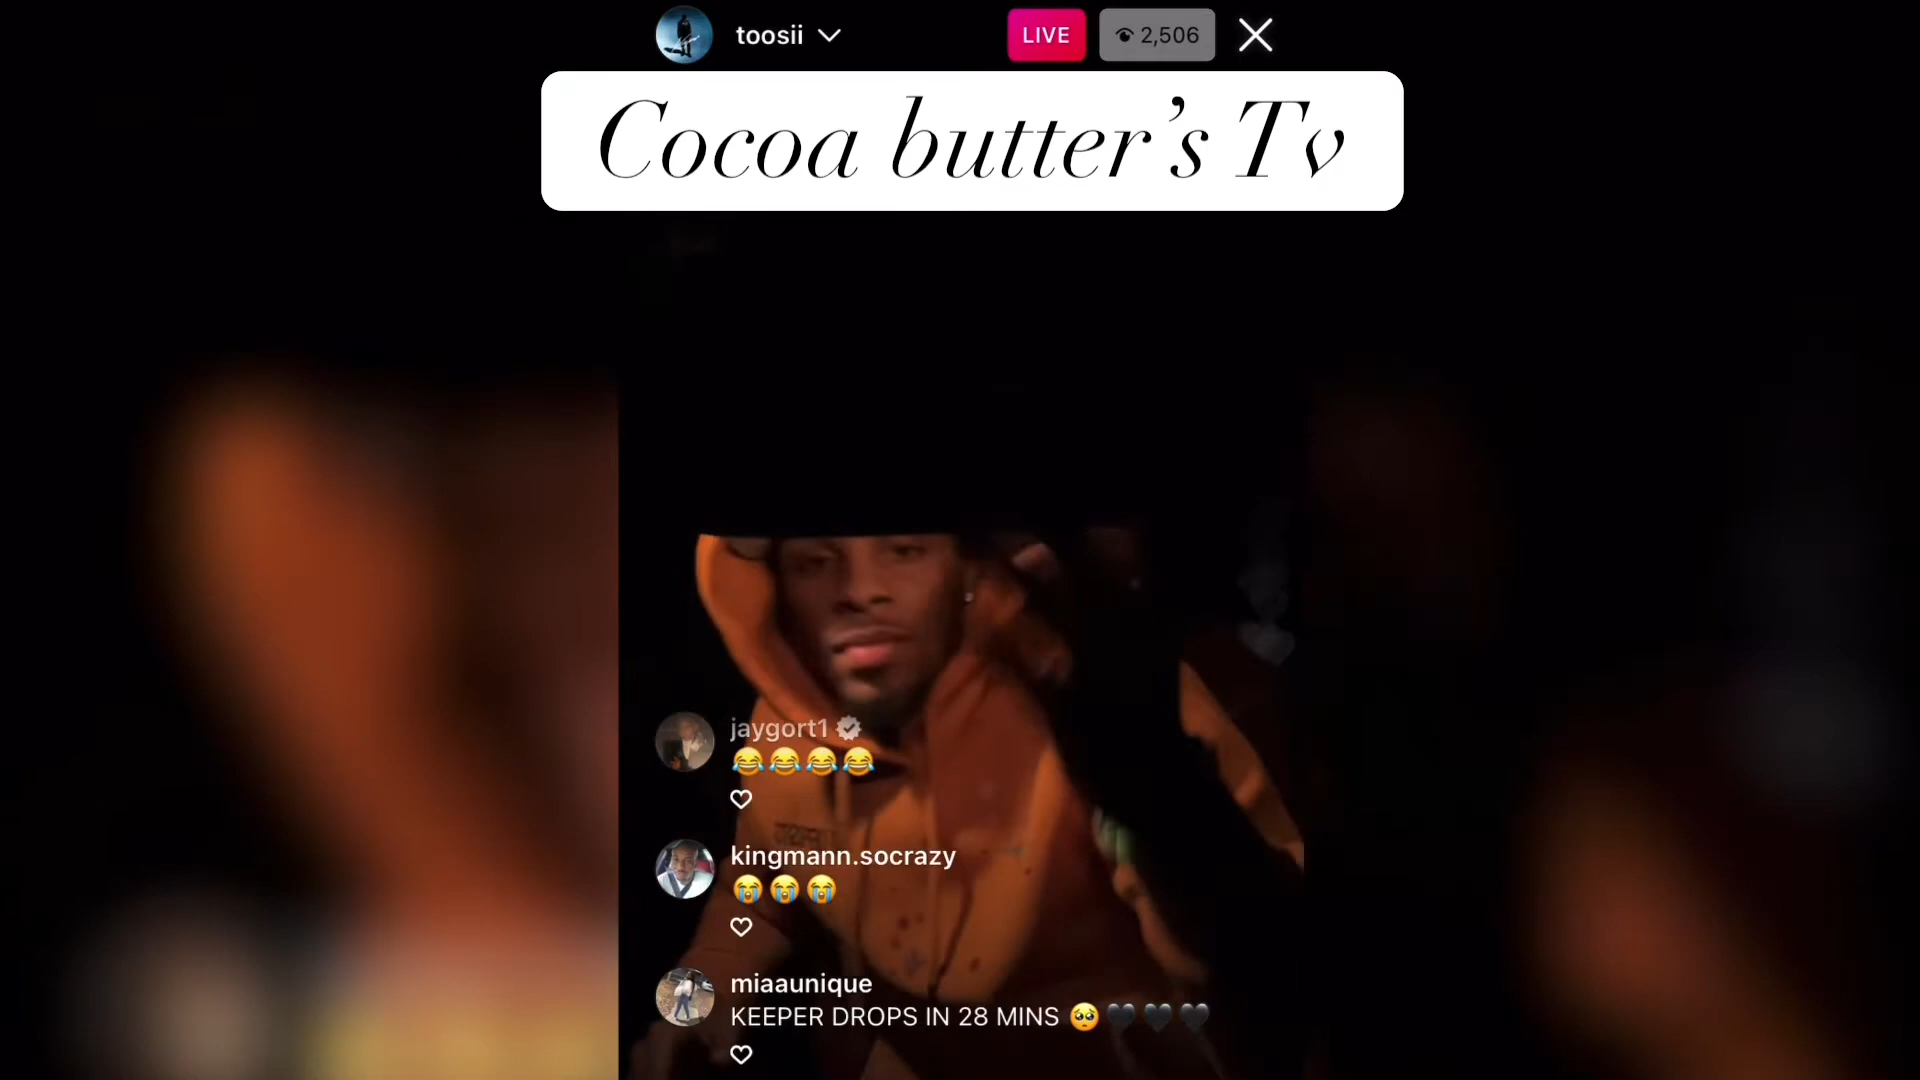 toosii
LIVE
2,506
Cocoa butter’s Tv
jaygort1
😂😂😂😂
kingmann.socrazy
😭😭😭
miaaunique
KEEPER DROPS IN 28 MINS 🥺🖤🖤🖤